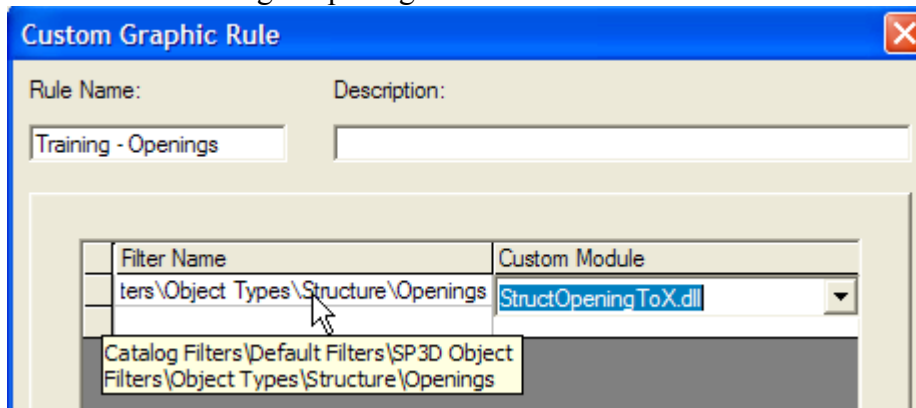 Custom Graphic Rule
Rule Name:
Description:
Training - Openings
Filter Name
Custom Module
ters\Object Types\Structure\Openings
StructOpeningToX.dll
Catalog Filters\Default Filters\SP3D Object
Filters\Object Types\Structure\Openings